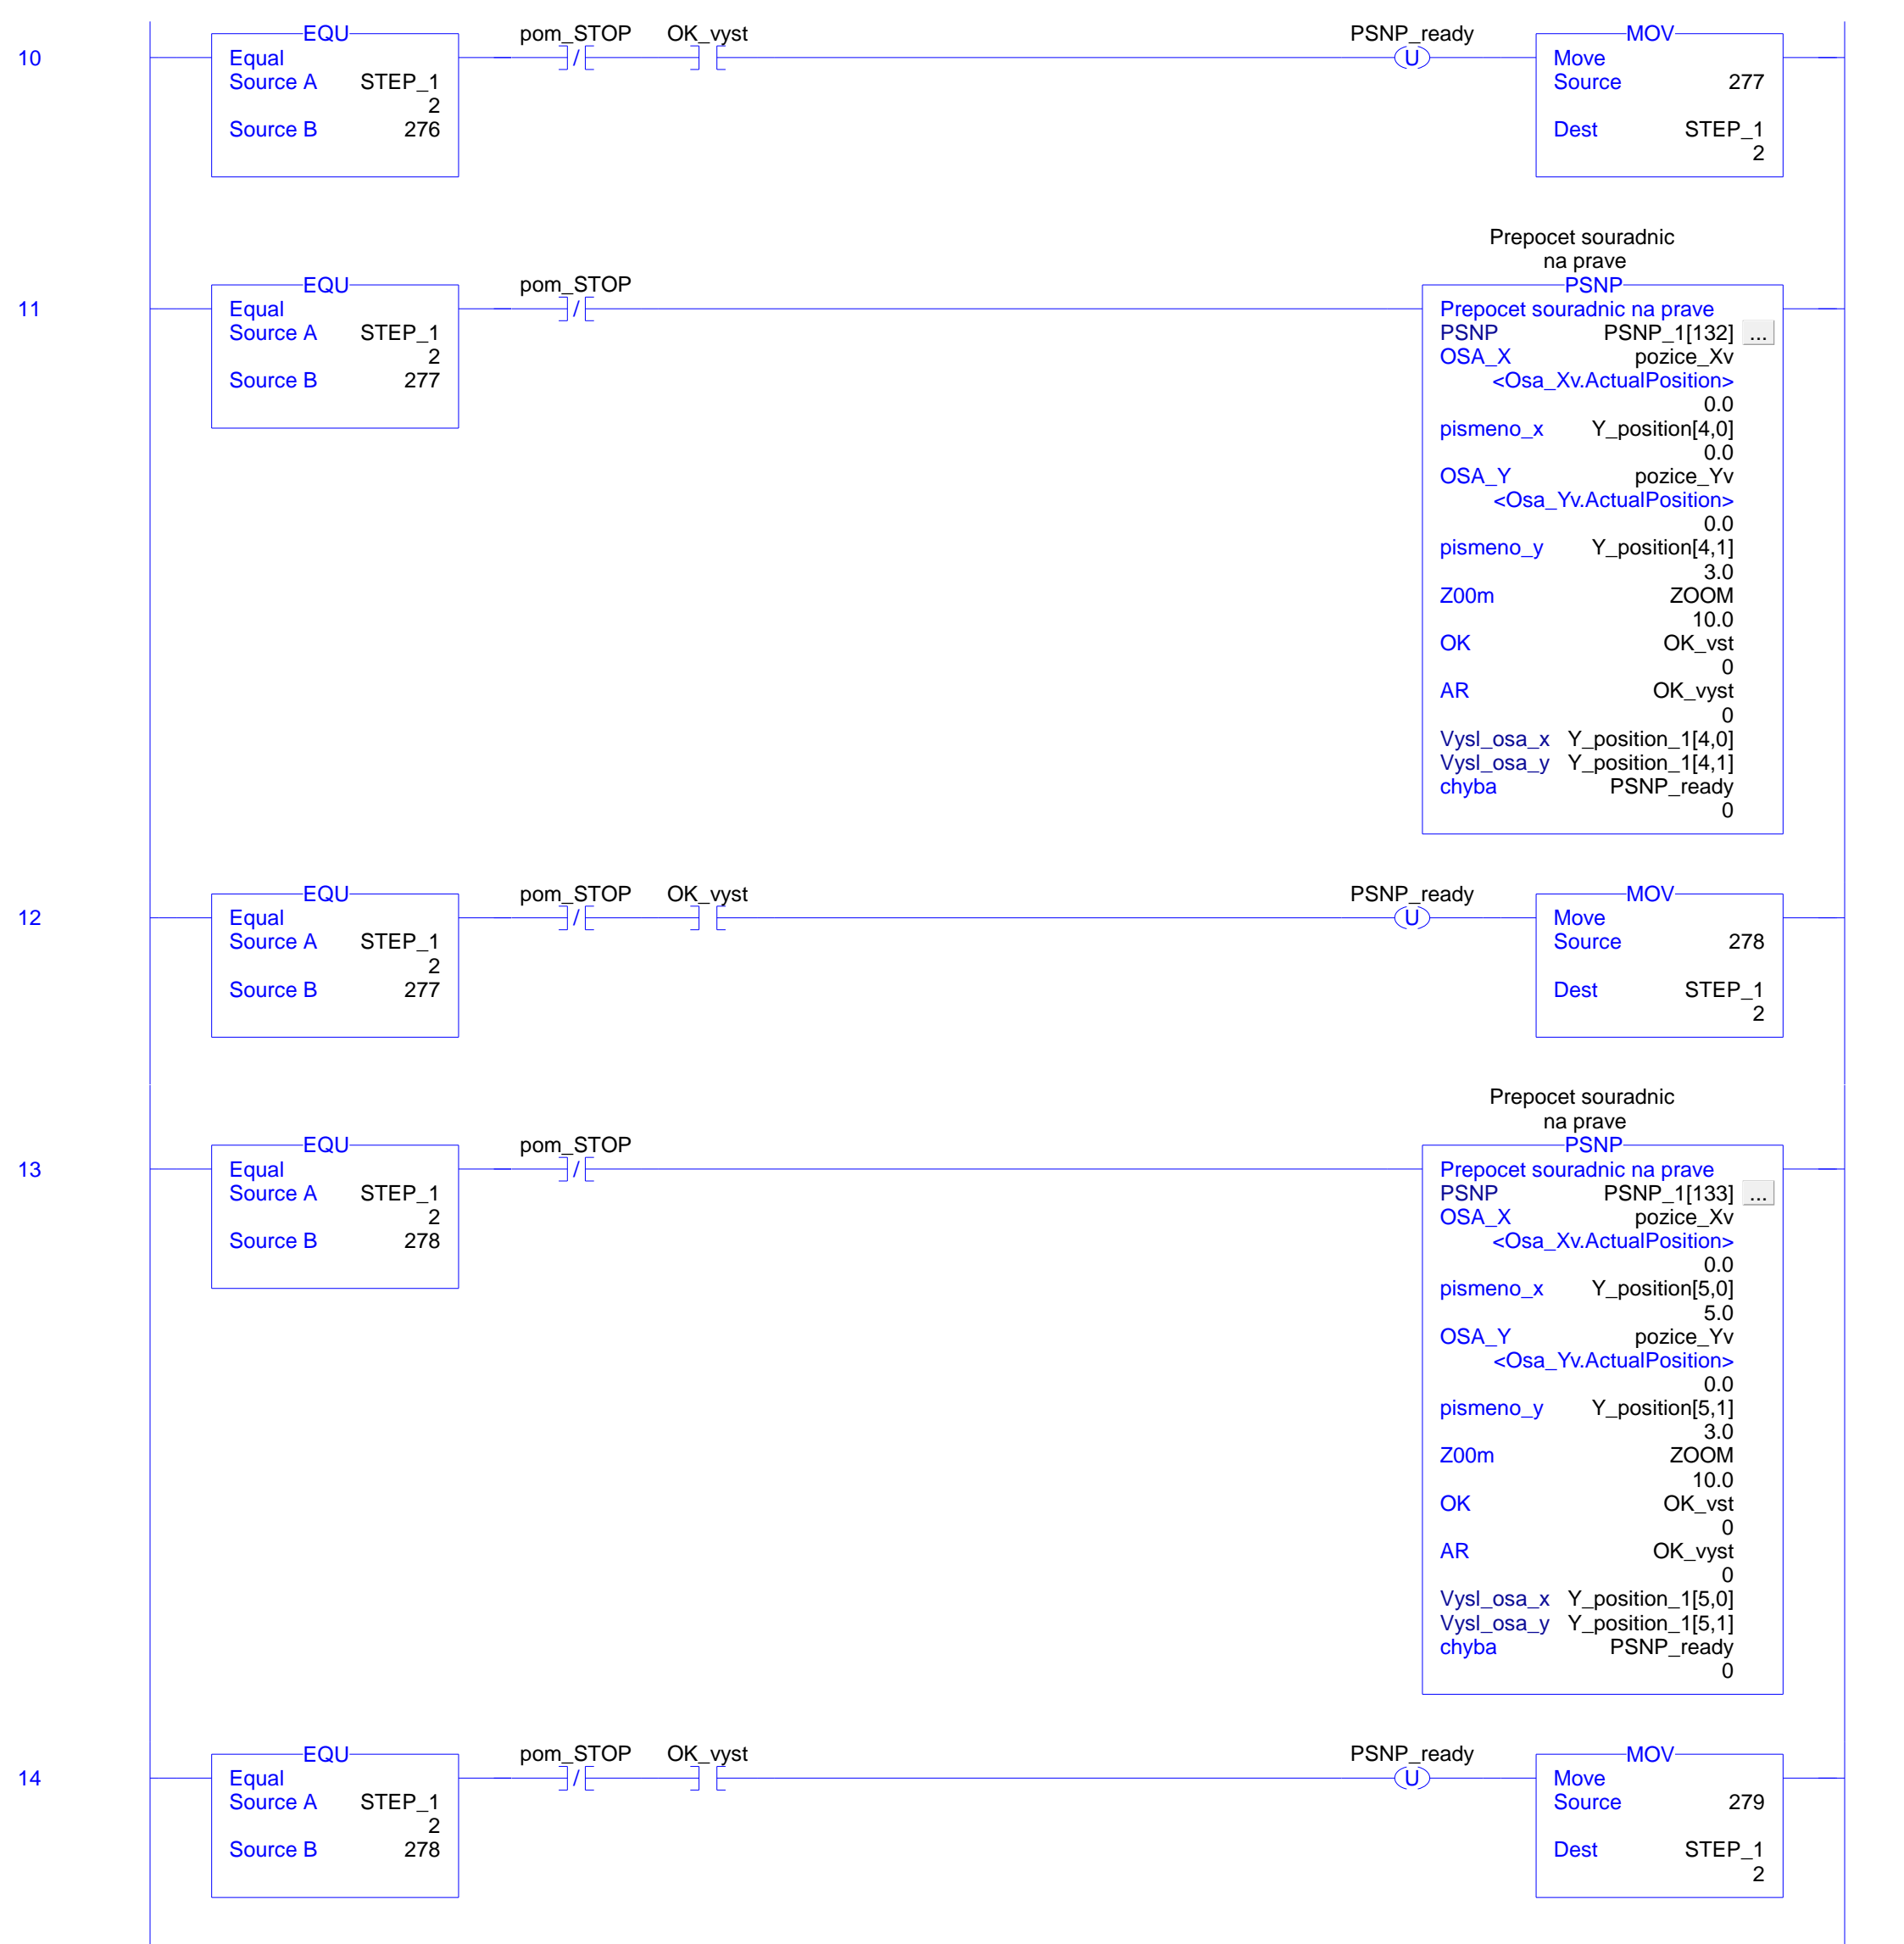 EQU pom_STOP OK_vyst PSNP_ready MOV
10 Equal U Move
Source A STEP_1 Source 277
2
Source B 276 Dest STEP_1
2
Prepocet souradnic
na prave
EQU pom_STOP PSNP
11 Equal Prepocet souradnic na prave
Source A STEP_1 PSNP PSNP_1[132] ...
2 OSA_X pozice_Xv
Source B 277 <Osa_Xv.ActualPosition>
0.0
pismeno_x Y_position[4,0]
0.0
OSA_Y pozice_Yv
<Osa_Yv.ActualPosition>
0.0
pismeno_y Y_position[4,1]
3.0
Z00m ZOOM
10.0
OK OK_vst
0
AR OK_vyst
0
Vysl_osa_x Y_position_1[4,0]
Vysl_osa_y Y_position_1[4,1]
chyba PSNP_ready
0
EQU pom_STOP OK_vyst PSNP_ready MOV
12 Equal U Move
Source A STEP_1 Source 278
2
Source B 277 Dest STEP_1
2
Prepocet souradnic
na prave
EQU pom_STOP PSNP
13 Equal Prepocet souradnic na prave
Source A STEP_1 PSNP PSNP_1[133] ...
2 OSA_X pozice_Xv
Source B 278 <Osa_Xv.ActualPosition>
0.0
pismeno_x Y_position[5,0]
5.0
OSA_Y pozice_Yv
<Osa_Yv.ActualPosition>
0.0
pismeno_y Y_position[5,1]
3.0
Z00m ZOOM
10.0
OK OK_vst
0
AR OK_vyst
0
Vysl_osa_x Y_position_1[5,0]
Vysl_osa_y Y_position_1[5,1]
chyba PSNP_ready
0
EQU pom_STOP OK_vyst PSNP_ready MOV
14 Equal U Move
Source A STEP_1 Source 279
2
Source B 278 Dest STEP_1
2